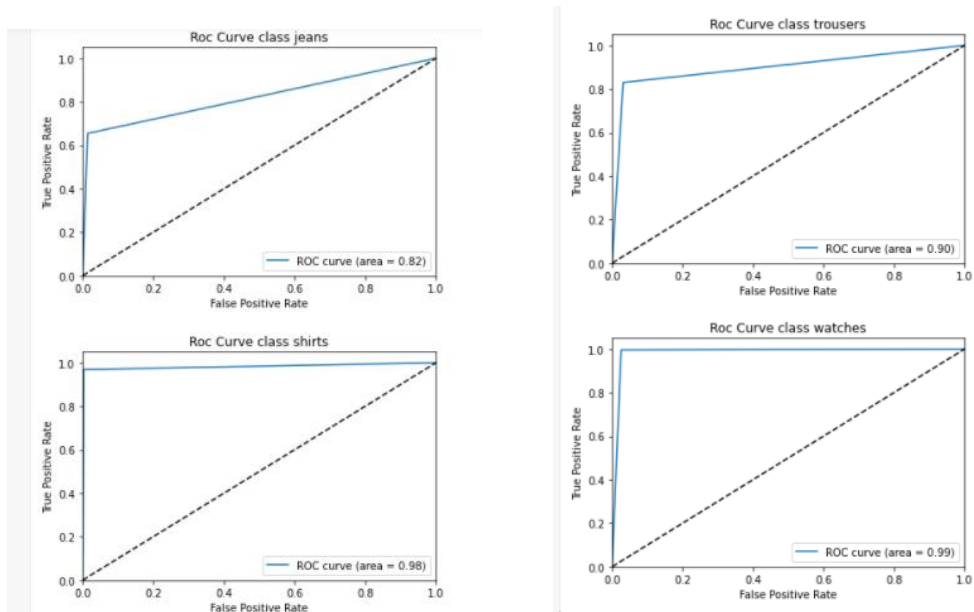 Roc Curve class jeans
True Positive Rate
1.0
0.8
0.6
0.4
0.2
0.0
ROC curve (area = 0.82)
0.0 0.2 0.4 0.6 0.8 1.0
False Positive Rate
Roc Curve class trousers
True Positive Rate
1.0
0.8
0.6
0.4
0.2
0.0
ROC curve (area = 0.90)
0.0 0.2 0.4 0.6 0.8 1.0
False Positive Rate
Roc Curve class shirts
True Positive Rate
1.0
0.8
0.6
0.4
0.2
0.0
ROC curve (area = 0.98)
0.0 0.2 0.4 0.6 0.8 1.0
False Positive Rate
Roc Curve class watches
True Positive Rate
1.0
0.8
0.6
0.4
0.2
0.0
ROC curve (area = 0.99)
0.0 0.2 0.4 0.6 0.8 1.0
False Positive Rate